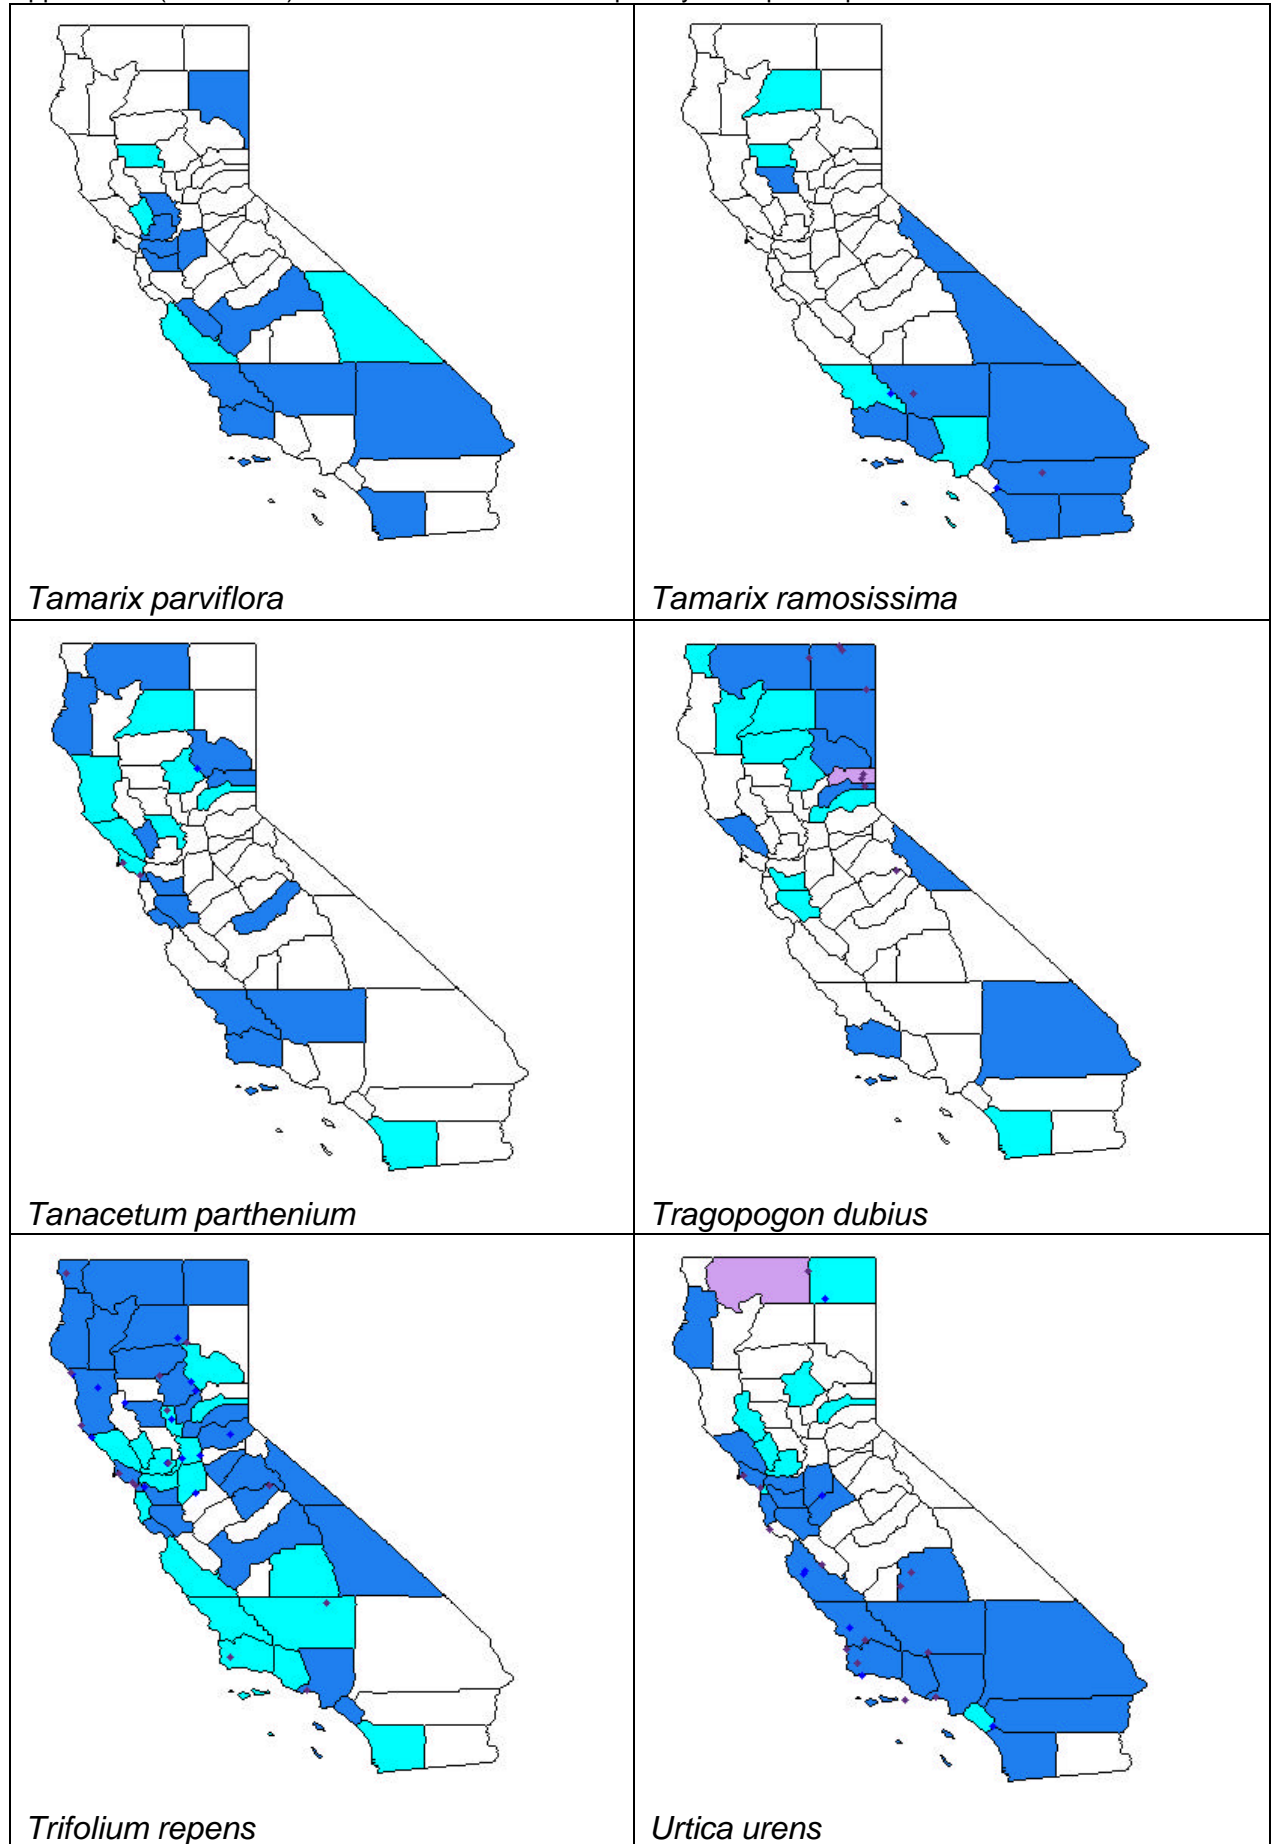 Tamarix parviflora
Tamarix ramosissima
Tanacetum parthenium
Tragopogon dubius
Trifolium repens
Urtica urens